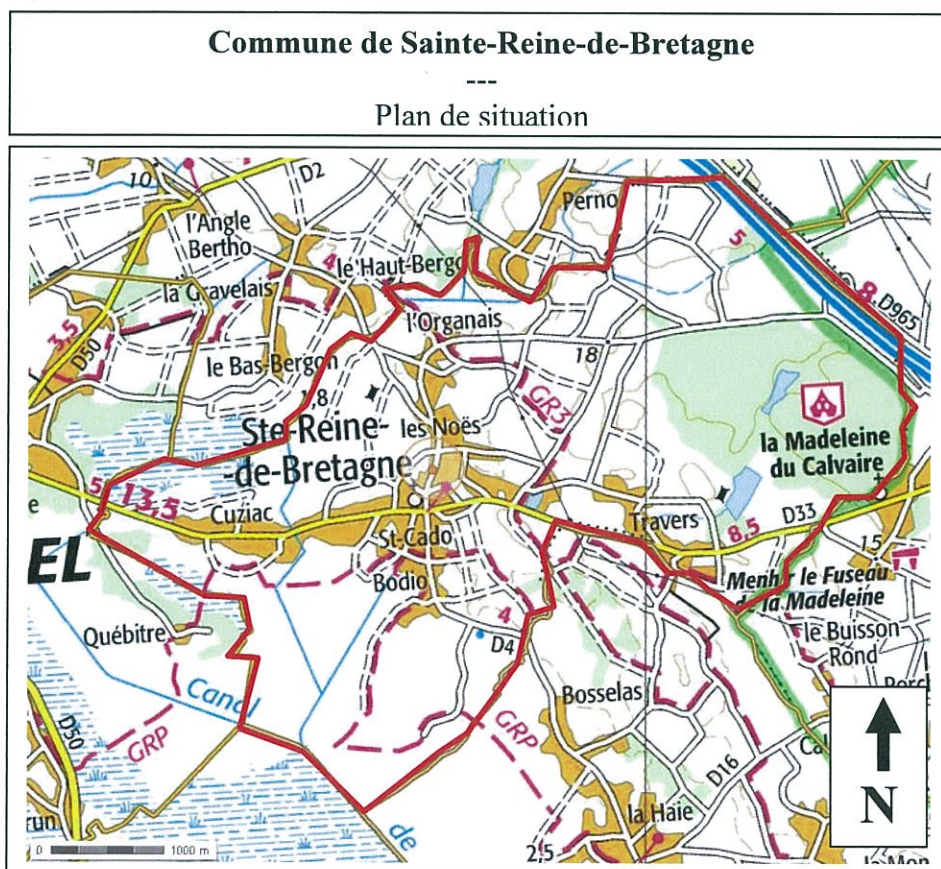 Commune de Sainte-Reine-de-Bretagne
---
Plan de situation
10
D2
l'Angle
Bertho
Perno
5
4
le Haut-Bergo
la Gravelais
8
D965
3,5
D50
l'Organais
18
le Bas-Bergon
1,8
GR3
Ste-Reine-
-de-Bretagne
les Noës
la Madeleine
du Calvaire
e
5
13,5
Cuziac
Travers
8,5
D33
St-Cado
15
EL
Bodio
Menhir le Fuseau
de la Madeleine
4
Québitre
D4
le Buisson-
Rond
Canal
Bosselas
GRP
GRP
D50
D16
Cal
N
run
de
la Haie
2,5
0
1000 m